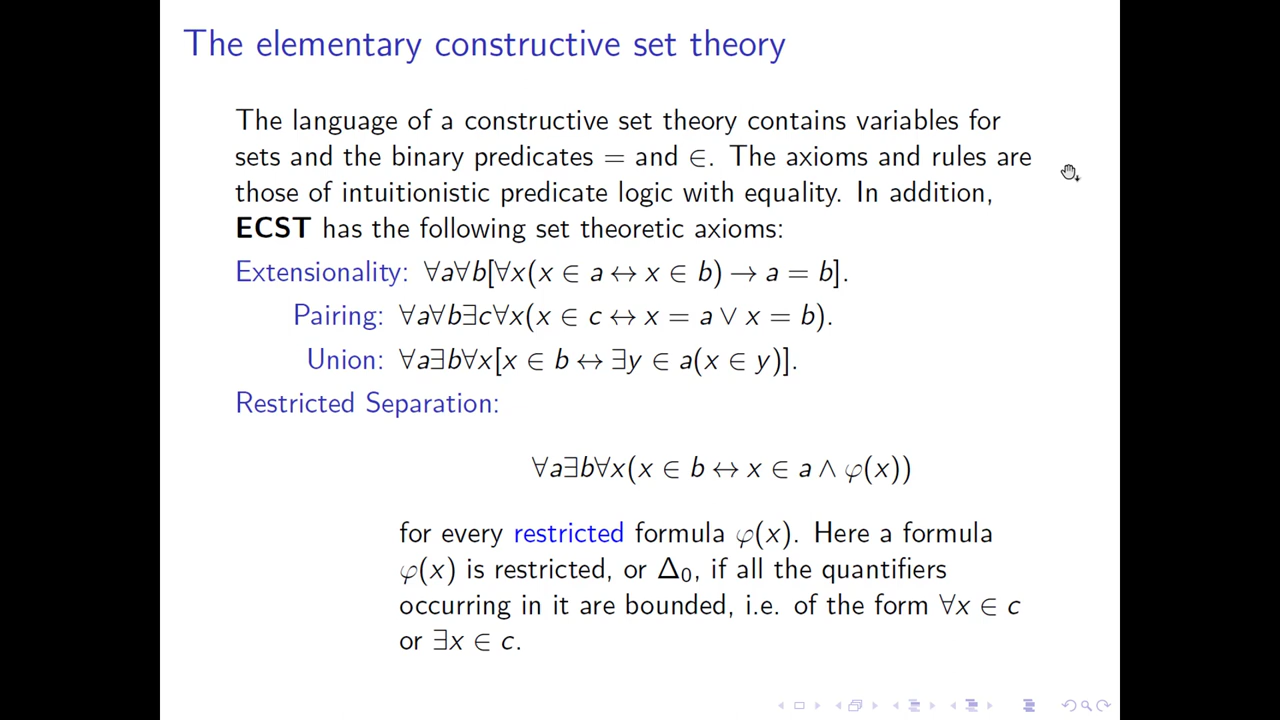 The elementary constructive set theory
The language of a constructive set theory contains variables for
sets and the binary predicates = and ∈. The axioms and rules are
those of intuitionistic predicate logic with equality. In addition,
ECST has the following set theoretic axioms:
Extensionality: ∀a∀b[∀x(x ∈ a ↔ x ∈ b) → a = b].
Pairing: ∀a∀b∃c∀x(x ∈ c ↔ x = a ∨ x = b).
Union: ∀a∃b∀x[x ∈ b ↔ ∃y ∈ a(x ∈ y)].
Restricted Separation:
∀a∃b∀x(x ∈ b ↔ x ∈ a ∧ φ(x))
for every restricted formula φ(x). Here a formula
φ(x) is restricted, or Δ₀, if all the quantifiers
occurring in it are bounded, i.e. of the form ∀x ∈ c
or ∃x ∈ c.